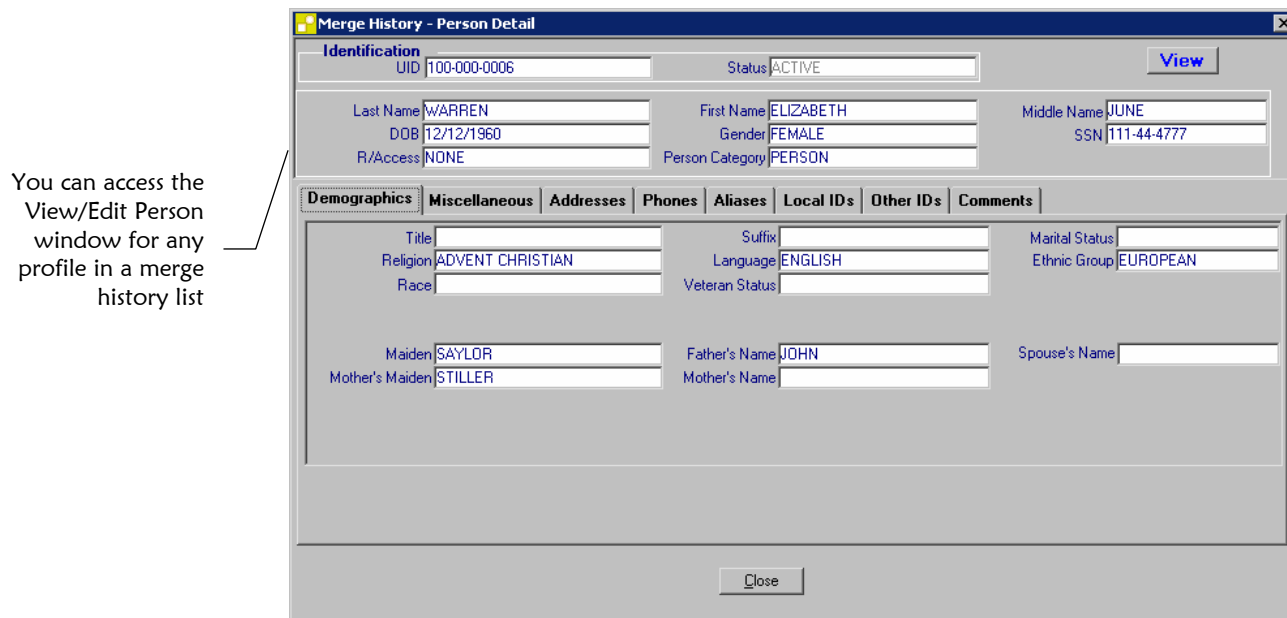 Merge History - Person Detail
Identification
UID 100-000-0006 Status ACTIVE View
Last Name WARREN First Name ELIZABETH Middle Name JUNE
DOB 12/12/1960 Gender FEMALE SSN 111-44-4777
R/Access NONE Person Category PERSON
You can access the
View/Edit Person
window for any
profile in a merge
history list
Demographics Miscellaneous Addresses Phones Aliases Local IDs Other IDs Comments
Title Suffix Marital Status
Religion ADVENT CHRISTIAN Language ENGLISH Ethnic Group EUROPEAN
Race Veteran Status
Maiden SAYLOR Father's Name JOHN Spouse's Name
Mother's Maiden STILLER Mother's Name
Close